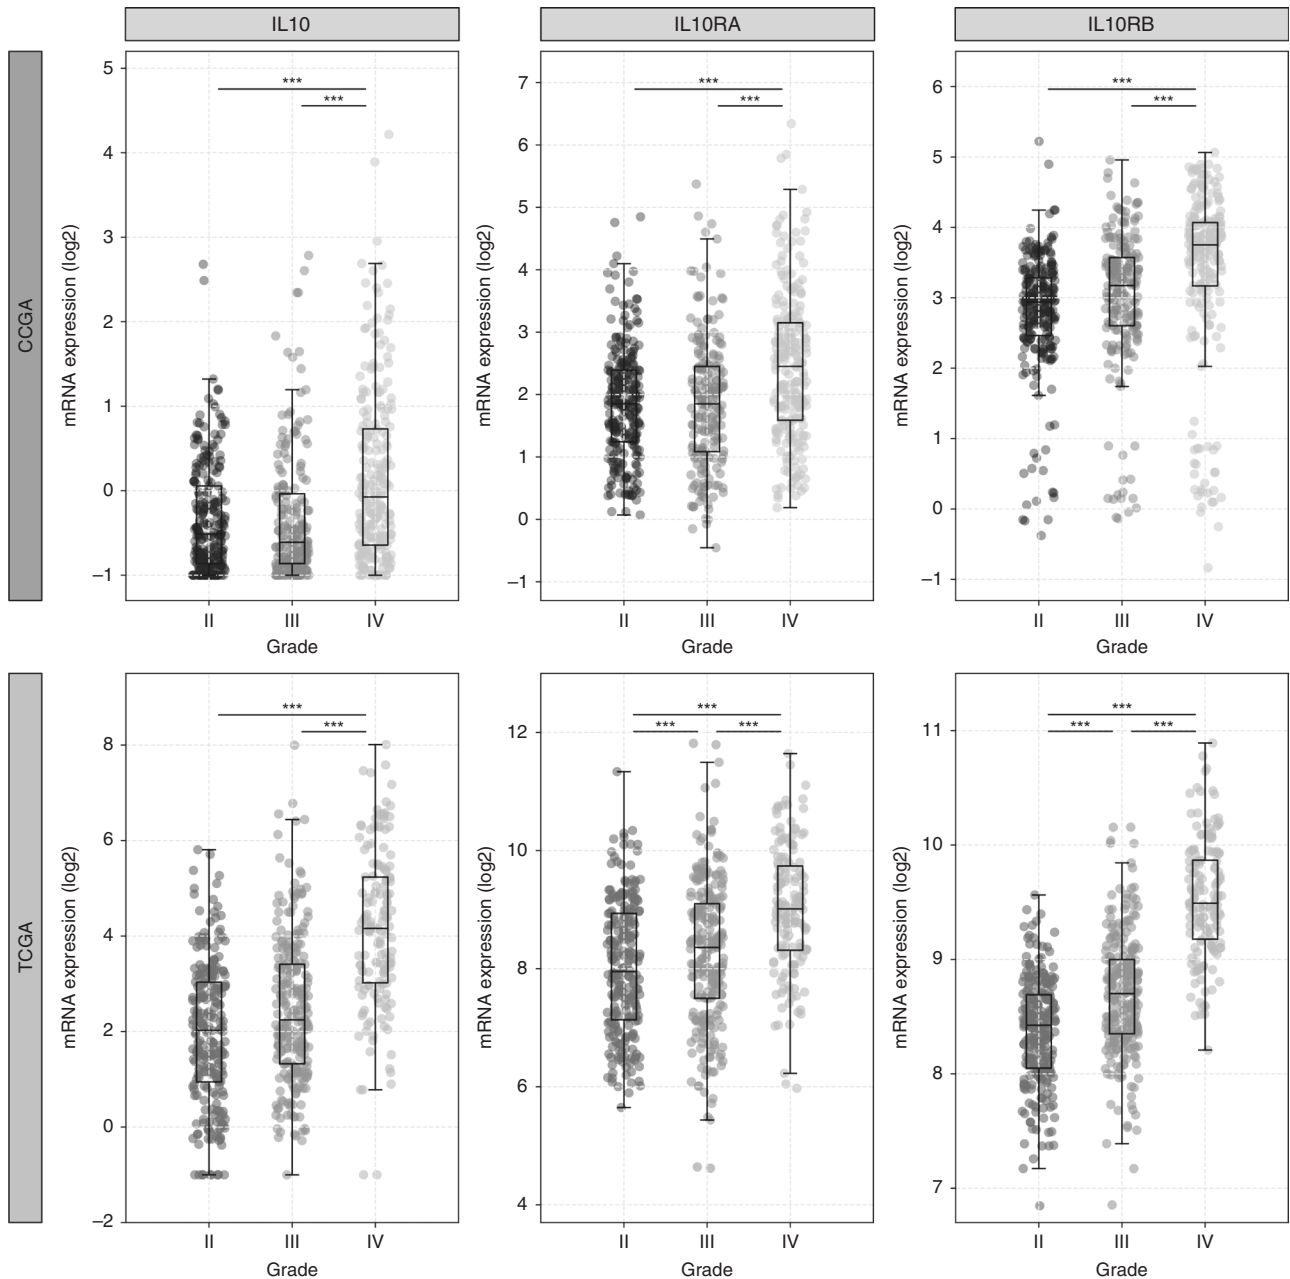 IL10
IL10RA
IL10RB
CCGA
mRNA expression (log2)
5
4
3
2
1
0
−1
***
***
II
III
IV
Grade
mRNA expression (log2)
7
6
5
4
3
2
1
0
−1
***
***
II
III
IV
Grade
mRNA expression (log2)
6
5
4
3
2
1
0
−1
***
***
II
III
IV
Grade
TCGA
mRNA expression (log2)
8
6
4
2
0
−2
***
***
II
III
IV
Grade
mRNA expression (log2)
12
10
8
6
4
***
*** ***
II
III
IV
Grade
mRNA expression (log2)
11
10
9
8
7
***
*** ***
II
III
IV
Grade